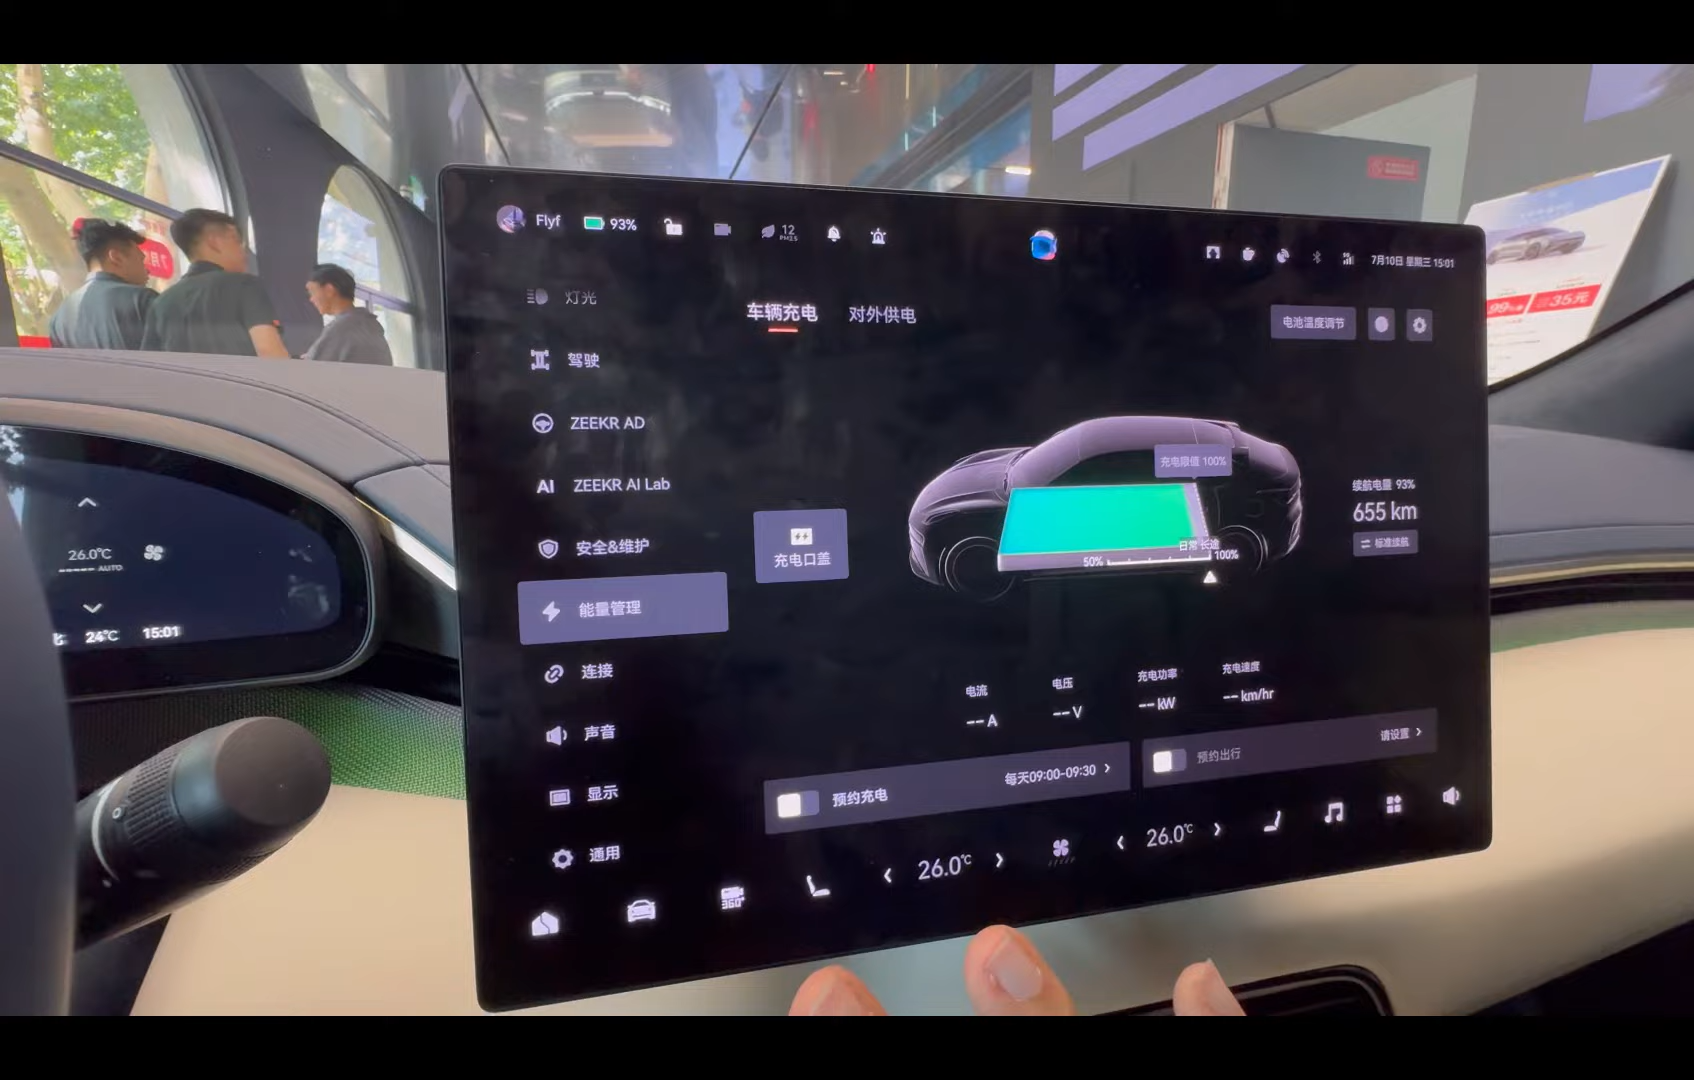 Flyf 93% 12 PM2.5 7月10日 星期三 15:01
灯光
驾驶
ZEEKR AD
AI ZEEKR AI Lab
安全&维护
能量管理
连接
声音
显示
通用
车辆充电 对外供电
电池温度调节
充电口盖
充电限值 100%
日常 长途
50% 100%
续航电量 93%
655 km
标准续航
电流
-- A
电压
-- V
充电功率
-- kW
充电速度
-- km/hr
预约充电 每天09:00-09:30 >
预约出行 请设置 >
360°
< 26.0℃ >
< 26.0℃ >
26.0℃
AUTO
24℃ 15:01
35元